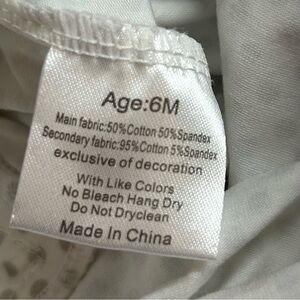 Age:6M
Main fabric:50%Cotton 50%Spandex
Secondary fabric:95%Cotton 5%Spandex
exclusive of decoration
With Like Colors
No Bleach Hang Dry
Do Not Dryclean
Made In China